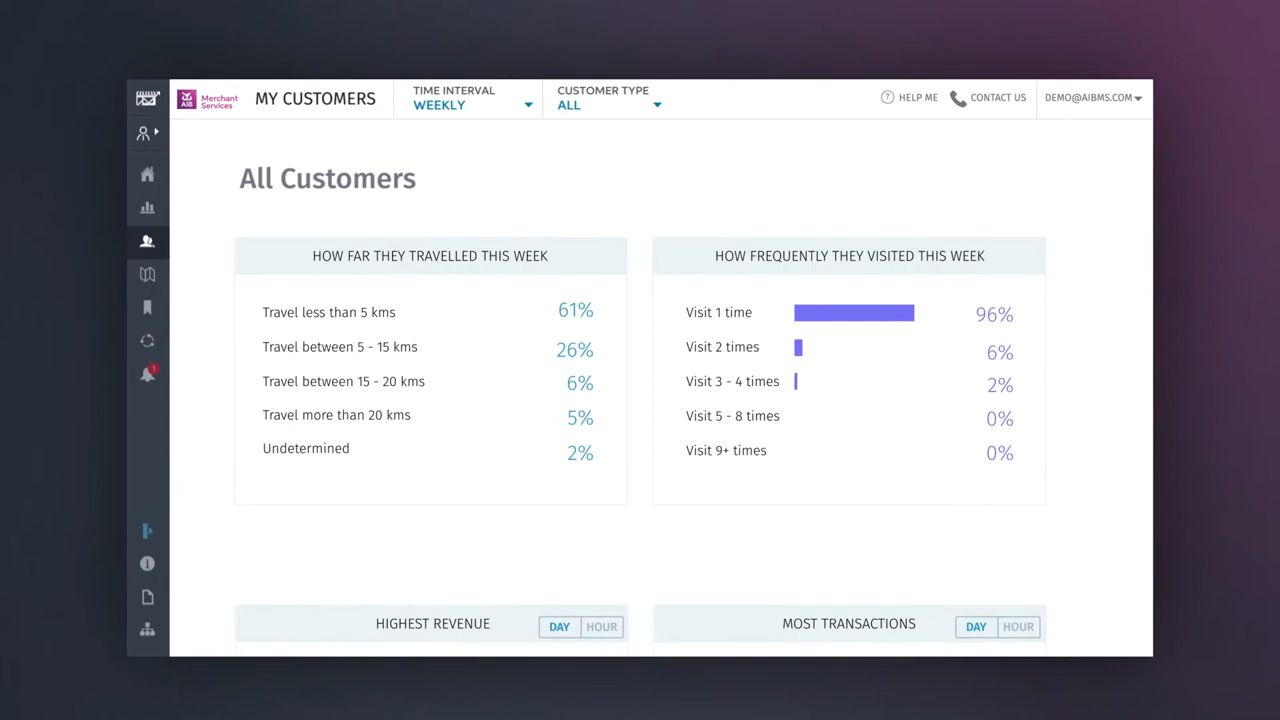 AIB
Merchant
Services
MY CUSTOMERS
TIME INTERVAL
WEEKLY
CUSTOMER TYPE
ALL
? HELP ME
CONTACT US
DEMO@AIBMS.COM
1
All Customers
HOW FAR THEY TRAVELLED THIS WEEK
Travel less than 5 kms 61%
Travel between 5 - 15 kms 26%
Travel between 15 - 20 kms 6%
Travel more than 20 kms 5%
Undetermined 2%
HOW FREQUENTLY THEY VISITED THIS WEEK
Visit 1 time 96%
Visit 2 times 6%
Visit 3 - 4 times 2%
Visit 5 - 8 times 0%
Visit 9+ times 0%
HIGHEST REVENUE DAY HOUR
MOST TRANSACTIONS DAY HOUR